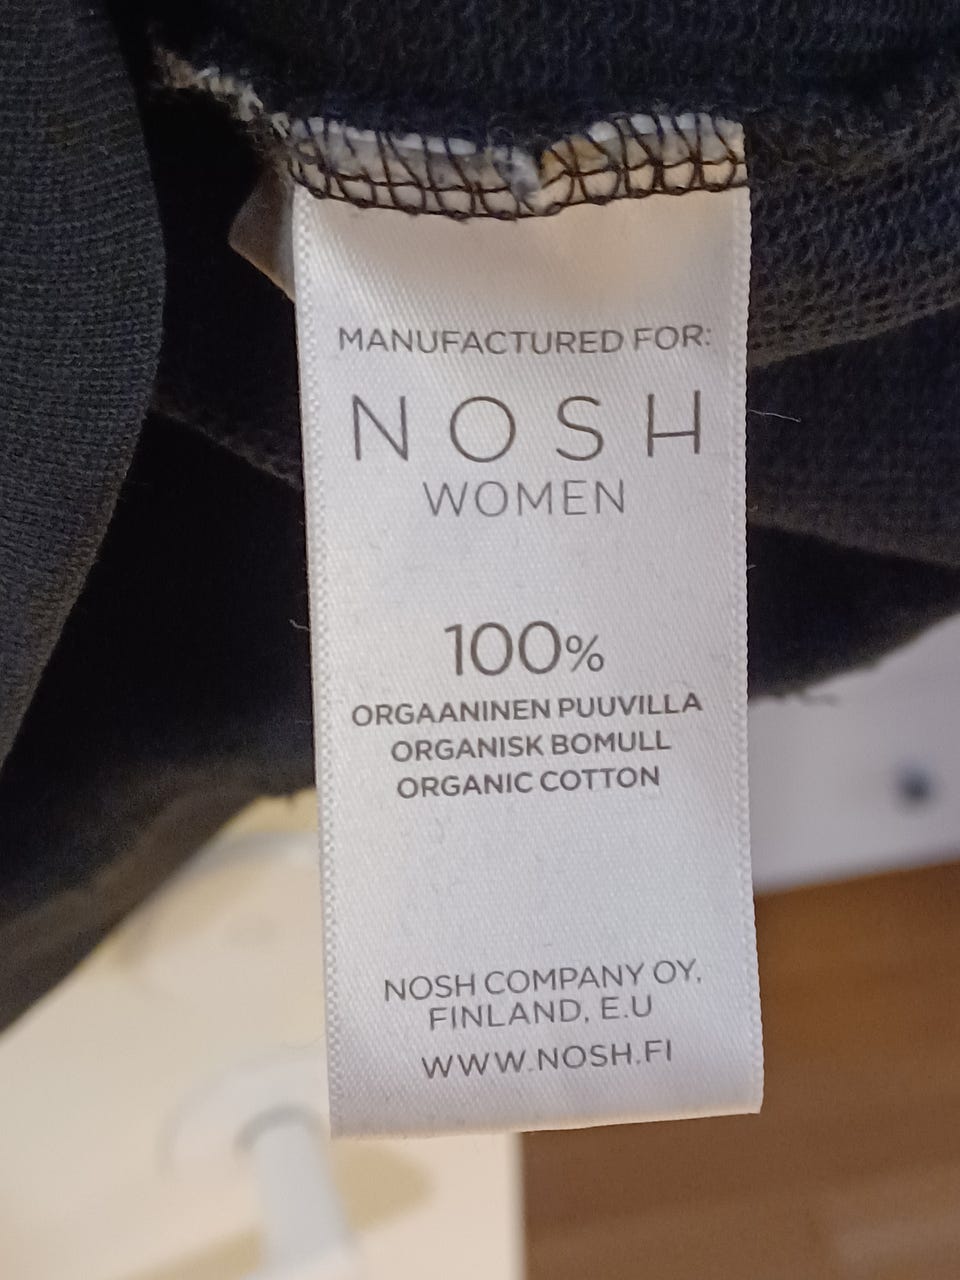 MANUFACTURED FOR:
NOSH
WOMEN
100%
ORGAANINEN PUUVILLA
ORGANISK BOMULL
ORGANIC COTTON
NOSH COMPANY OY,
FINLAND, E.U
WWW.NOSH.FI